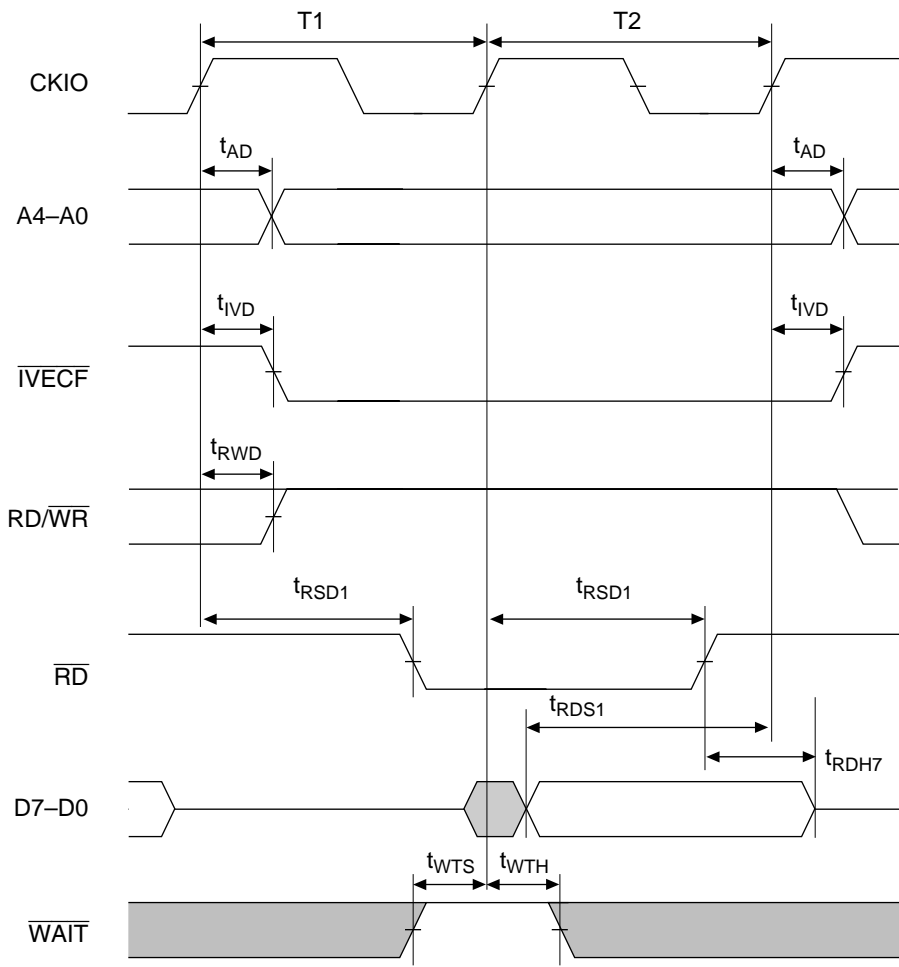 T1 T2
CKIO
tAD tAD
A4–A0
tIVD tIVD
IVECF
tRWD
RD/WR
tRSD1 tRSD1
RD
tRDS1
tRDH7
D7–D0
tWTS tWTH
WAIT